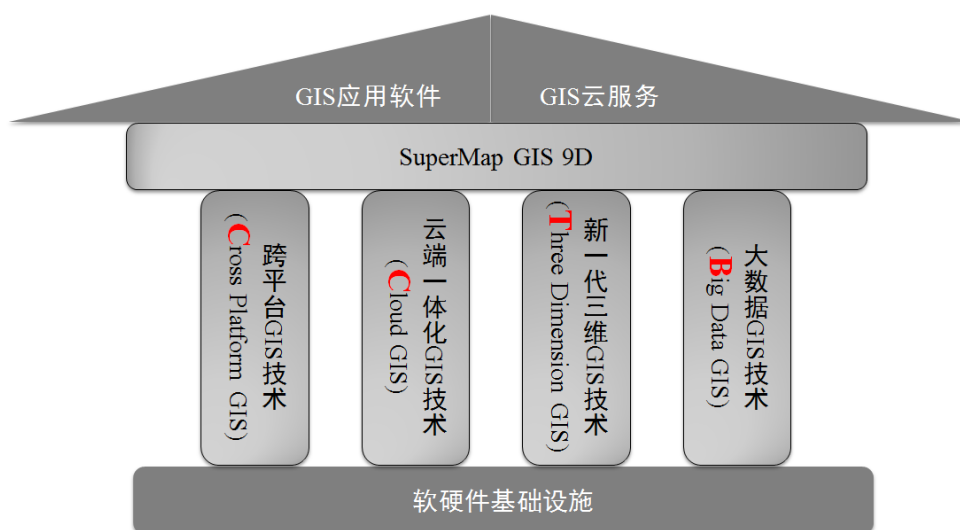 GIS应用软件
GIS云服务
SuperMap GIS 9D
跨平台GIS技术
(Cross Platform GIS)
云端一体化GIS技术
(Cloud GIS)
新一代三维GIS技术
(Three Dimension GIS)
大数据GIS技术
(Big Data GIS)
软硬件基础设施